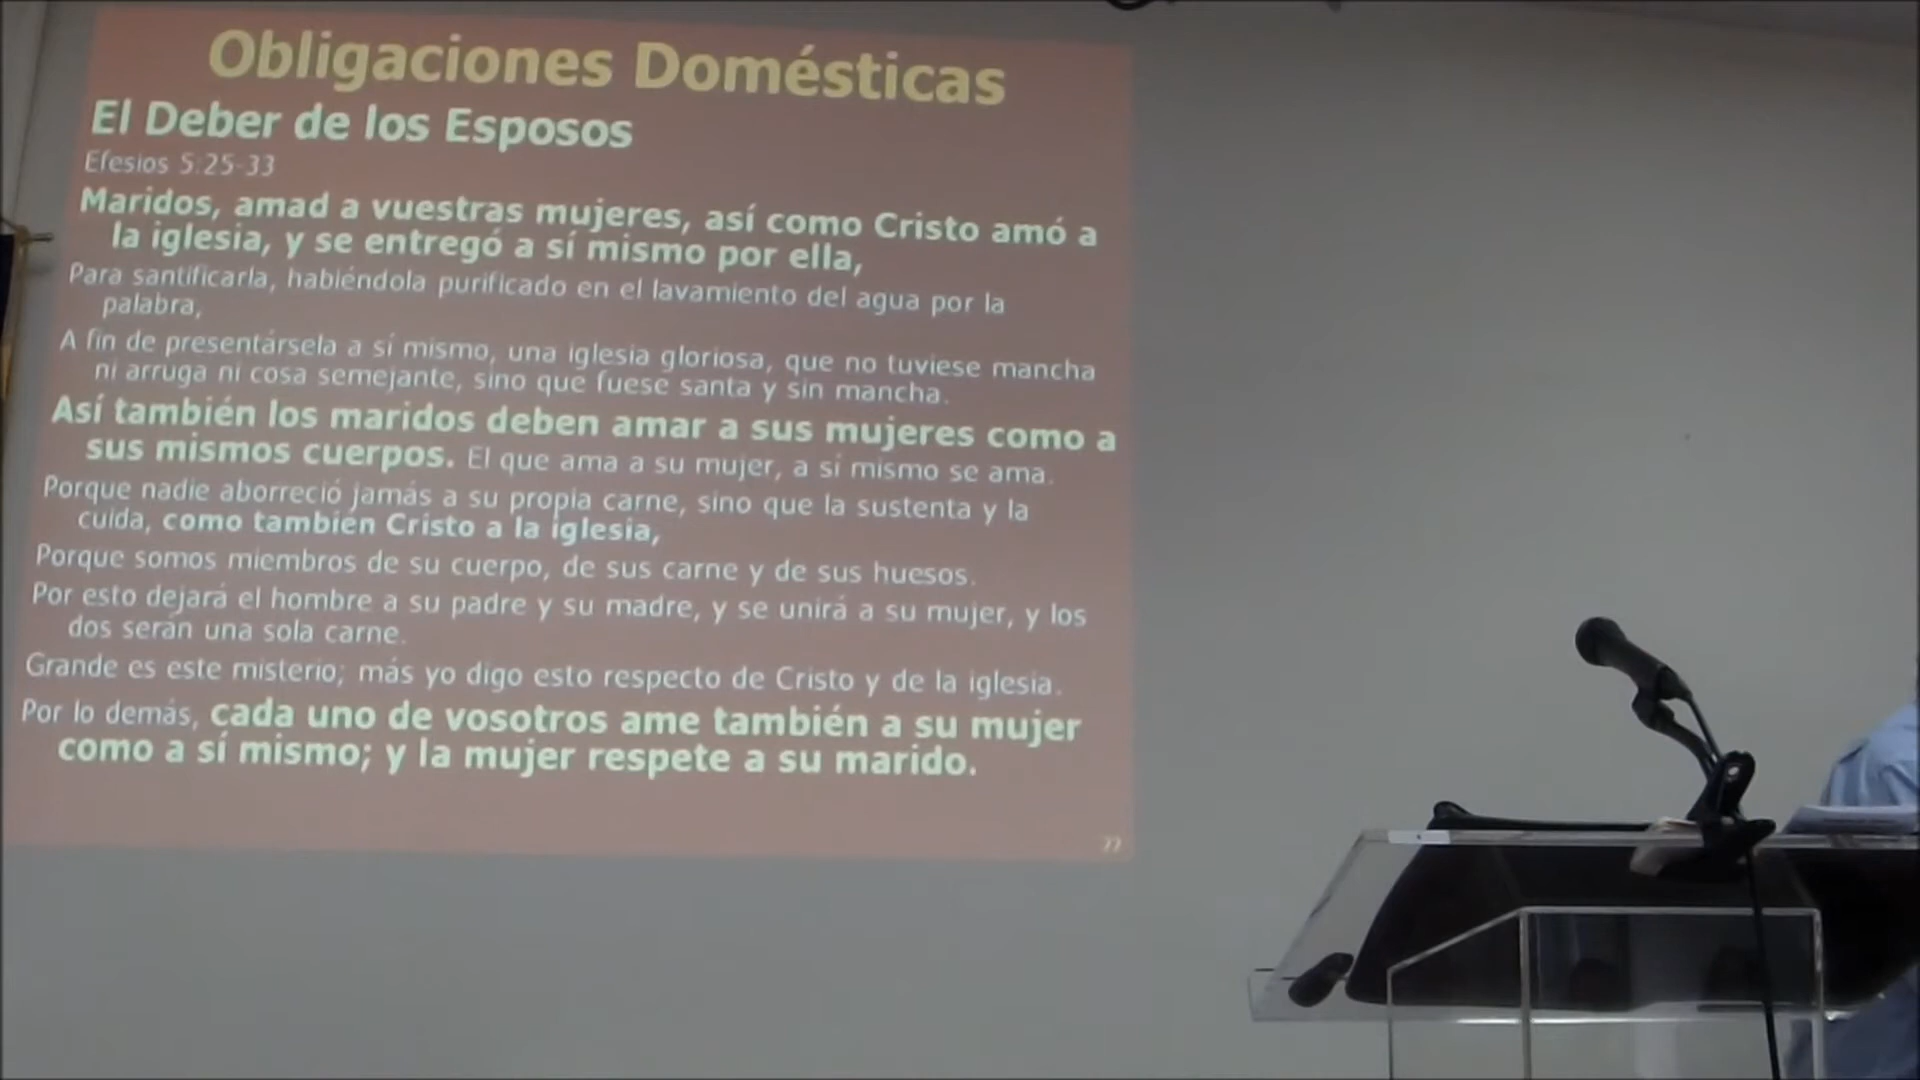 Obligaciones Domésticas
El Deber de los Esposos
Efesios 5:25-33
Maridos, amad a vuestras mujeres, así como Cristo amó a
la iglesia, y se entregó a sí mismo por ella,
Para santificarla, habiéndola purificado en el lavamiento del agua por la
palabra,
A fin de presentársela a sí mismo, una iglesia gloriosa, que no tuviese mancha
ni arruga ni cosa semejante, sino que fuese santa y sin mancha.
Así también los maridos deben amar a sus mujeres como a
sus mismos cuerpos. El que ama a su mujer, a sí mismo se ama.
Porque nadie aborreció jamás a su propia carne, sino que la sustenta y la
cuida, como también Cristo a la iglesia,
Porque somos miembros de su cuerpo, de sus carne y de sus huesos.
Por esto dejará el hombre a su padre y su madre, y se unirá a su mujer, y los
dos serán una sola carne.
Grande es este misterio; más yo digo esto respecto de Cristo y de la iglesia.
Por lo demás, cada uno de vosotros ame también a su mujer
como a sí mismo; y la mujer respete a su marido.